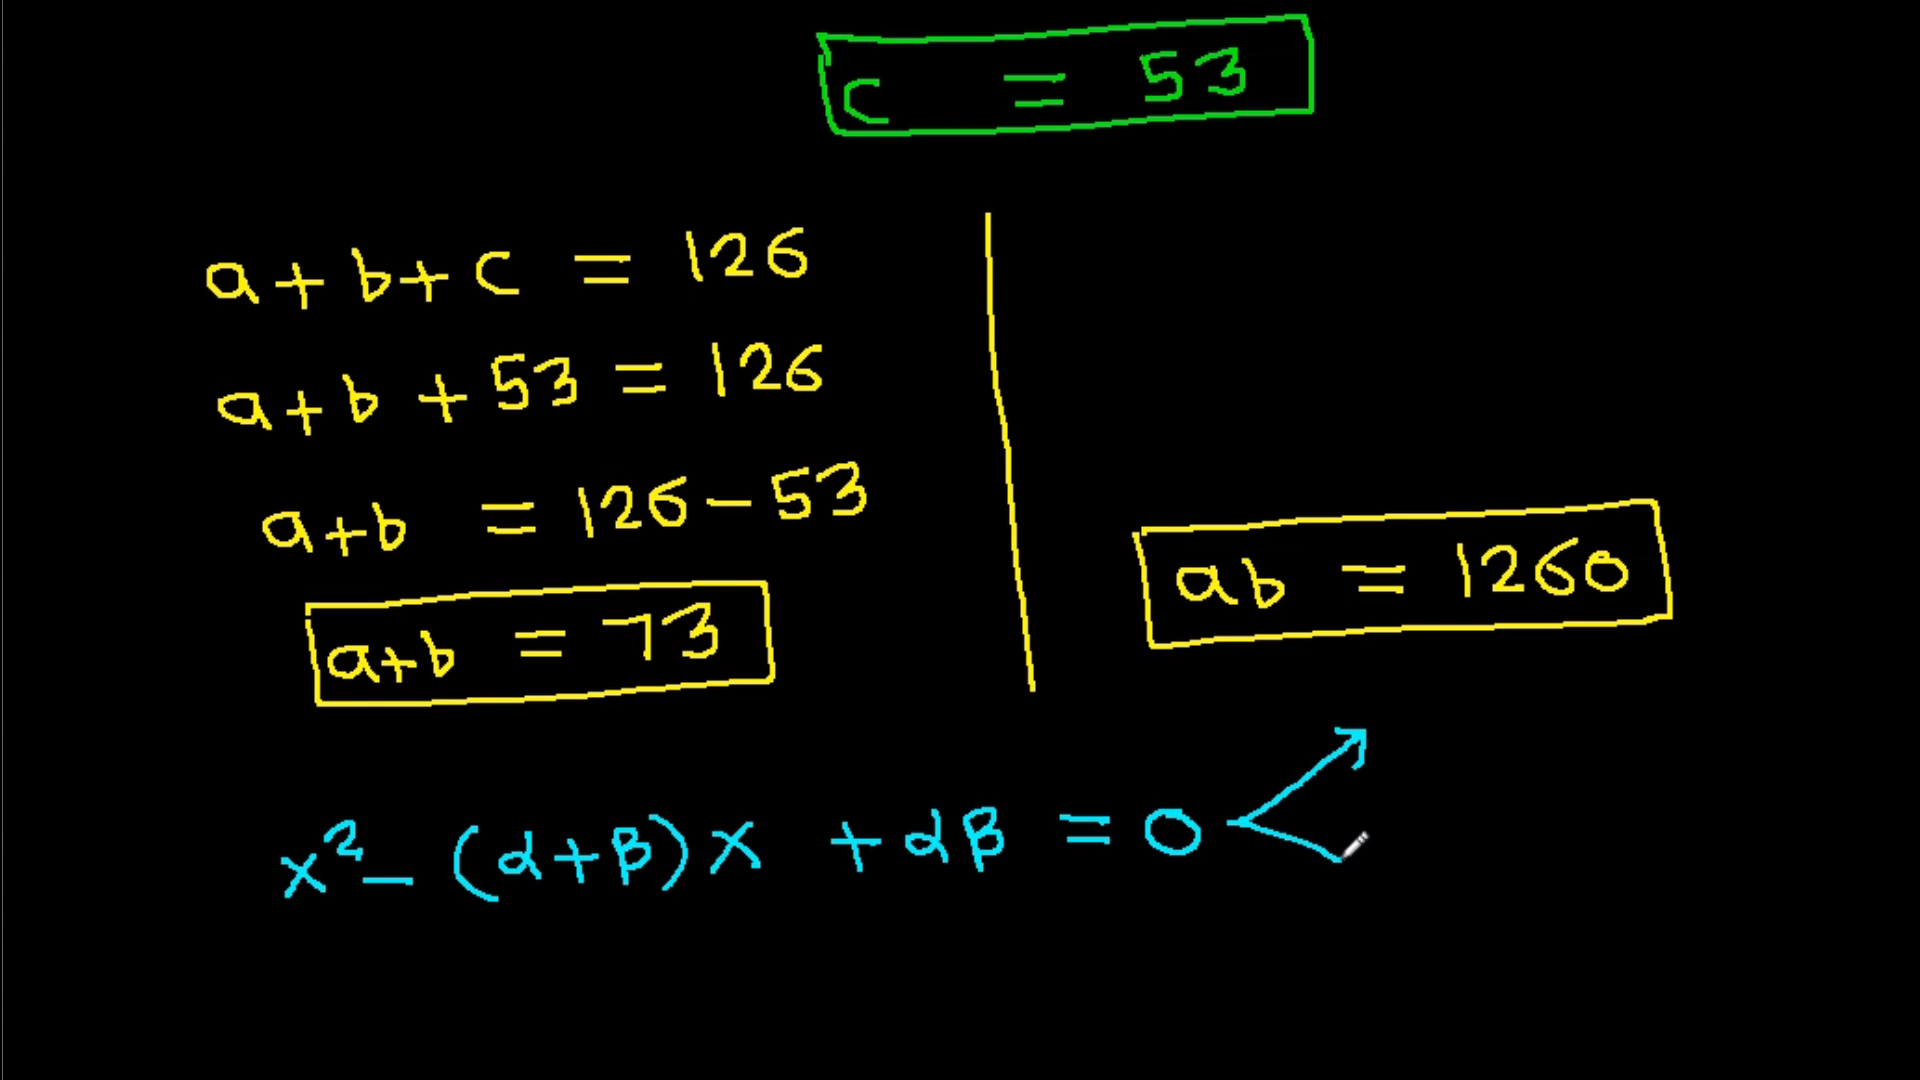 c = 53
a + b + c = 126
a + b + 53 = 126
a + b = 126 - 53
a + b = 73
ab = 1260
x² - (α + β) x + αβ = 0